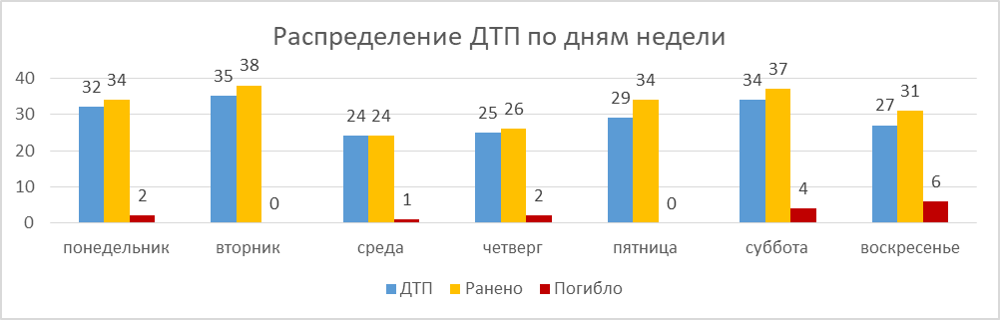 Распределение ДТП по дням недели
40
30
20
10
0
32 34 2
35 38 0
24 24 1
25 26 2
29 34 0
34 37 4
27 31 6
понедельник вторник среда четверг пятница суббота воскресенье
ДТП Ранено Погибло